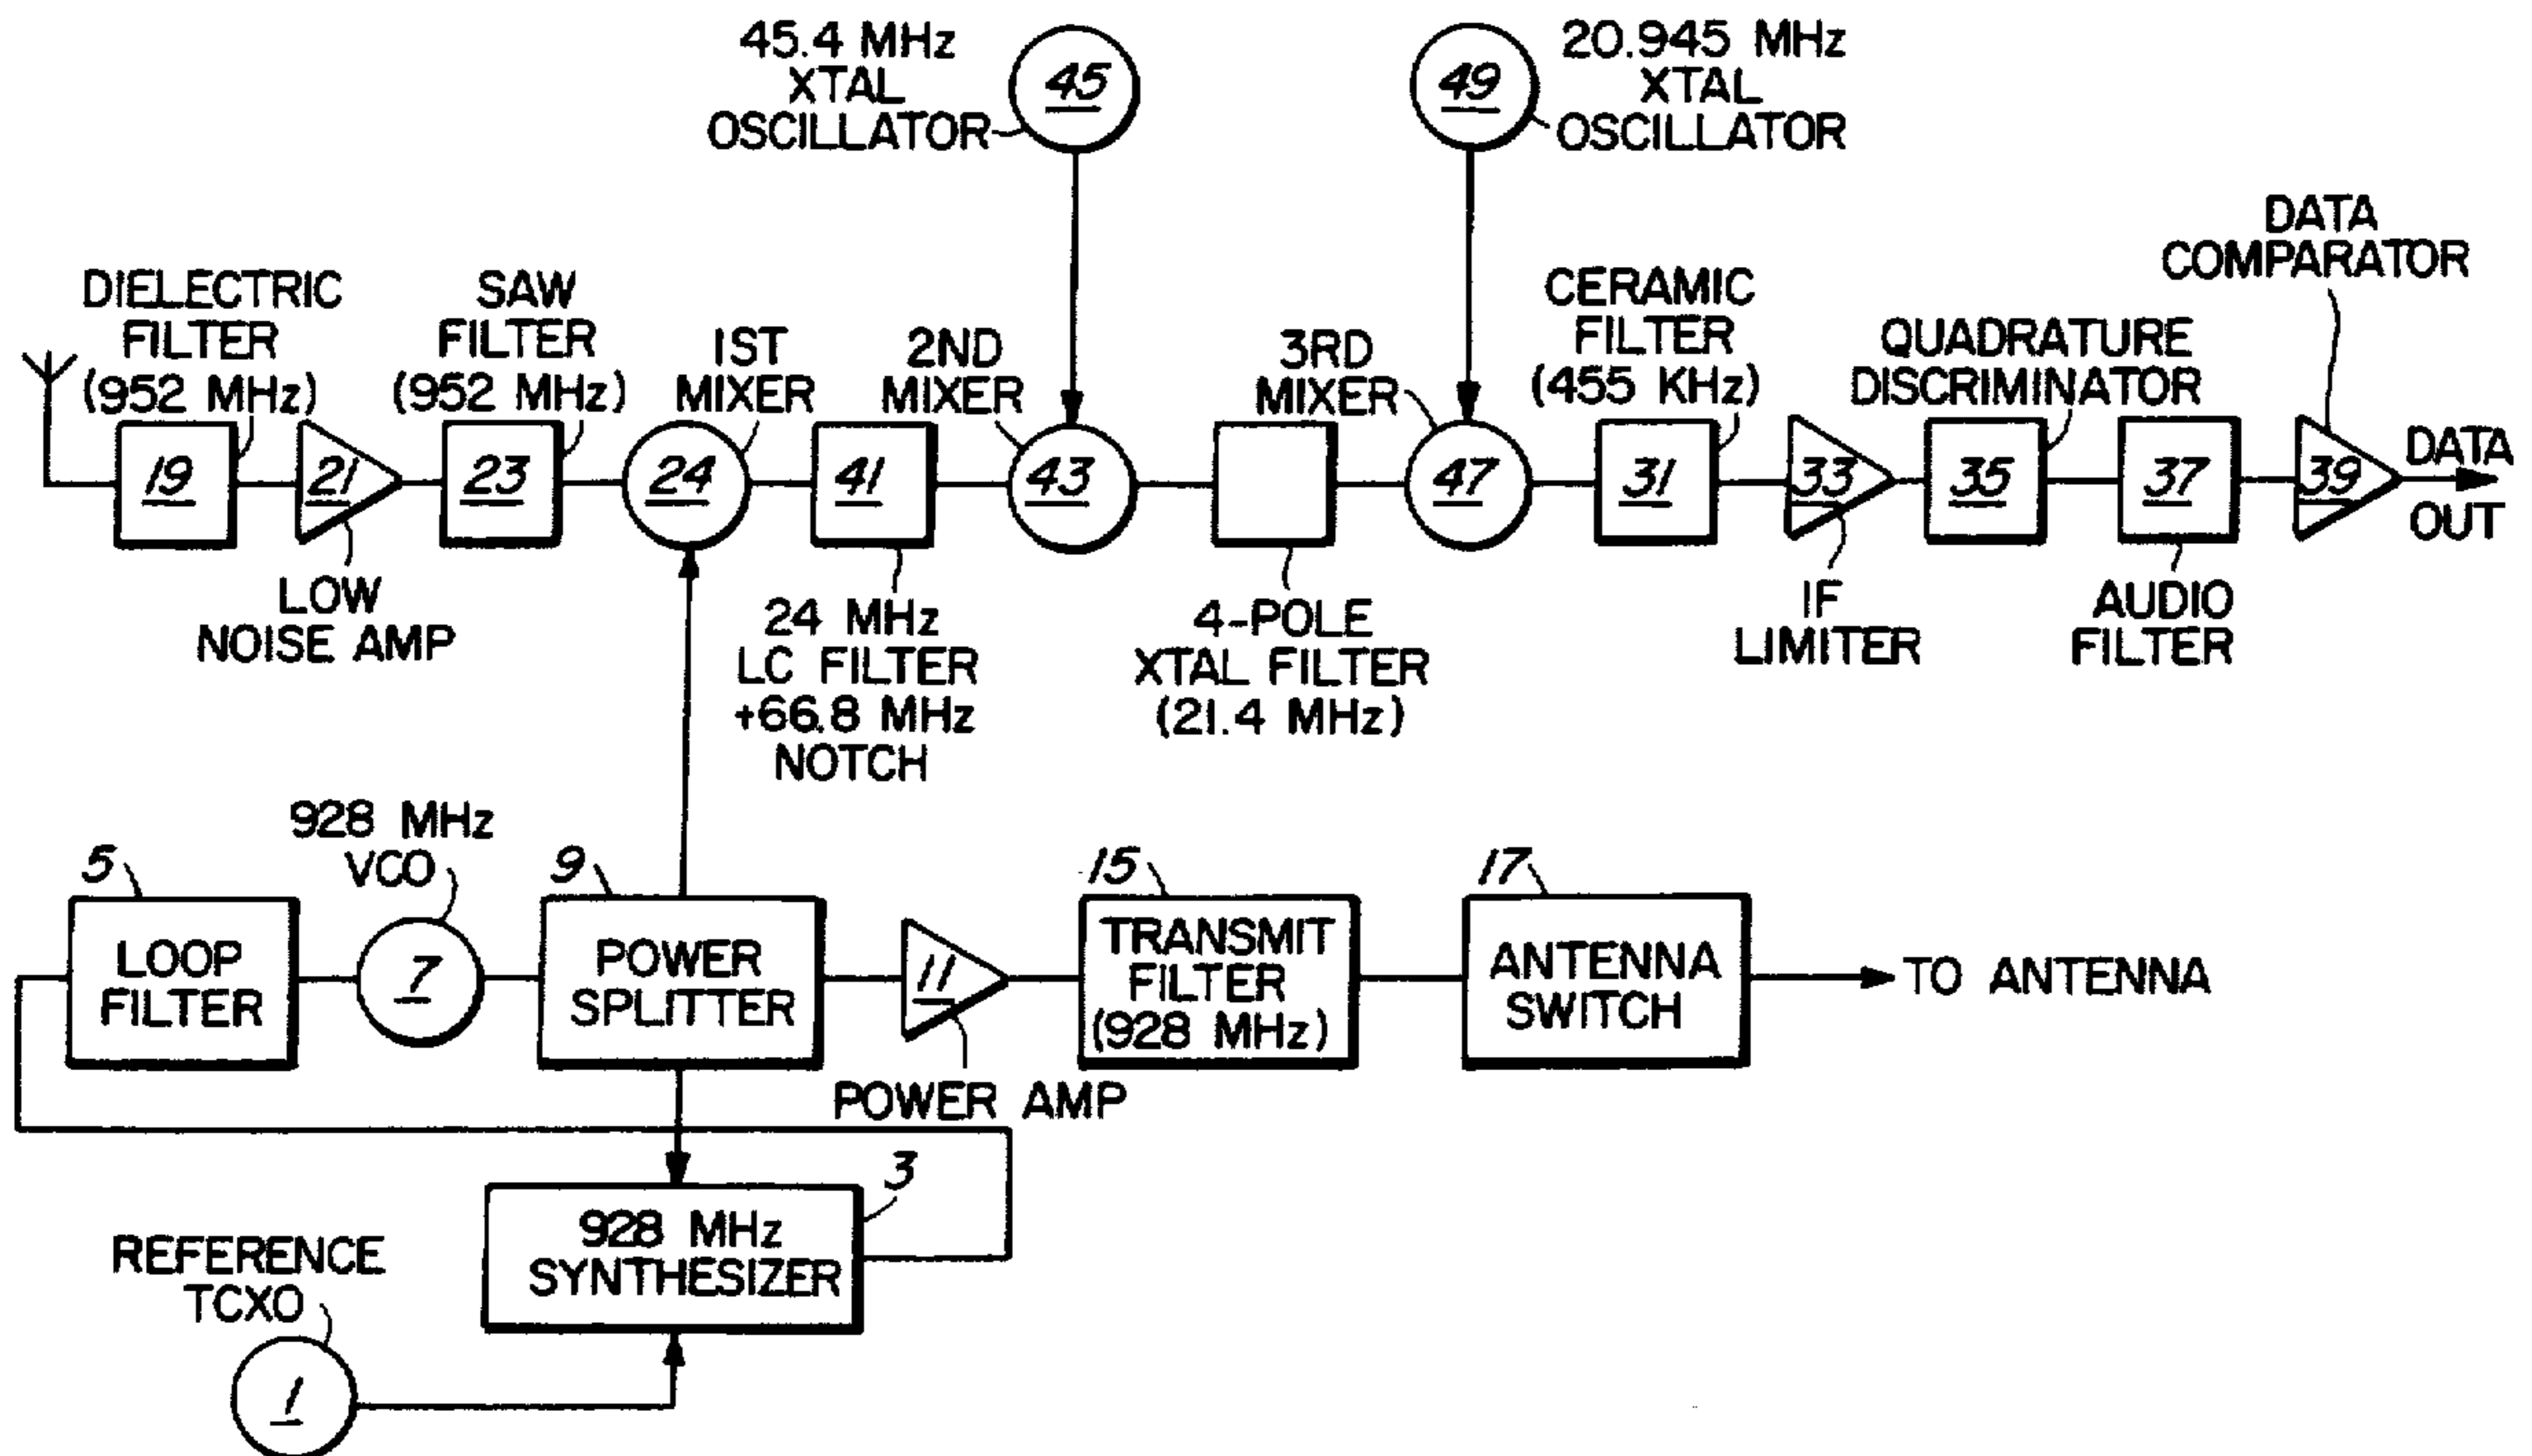 45.4 MHz
XTAL
OSCILLATOR
45
49
20.945 MHz
XTAL
OSCILLATOR
DIELECTRIC
FILTER
(952 MHz)
SAW
FILTER
(952 MHz)
1ST
MIXER
2ND
MIXER
3RD
MIXER
CERAMIC
FILTER
(455 KHz)
QUADRATURE
DISCRIMINATOR
DATA
COMPARATOR
19
21
23
24
41
43
47
31
33
35
37
39
DATA
OUT
LOW
NOISE AMP
24 MHz
LC FILTER
+66.8 MHz
NOTCH
4-POLE
XTAL FILTER
(21.4 MHz)
IF
LIMITER
AUDIO
FILTER
5
928 MHz
VCO
9
15
17
LOOP
FILTER
7
POWER
SPLITTER
11
TRANSMIT
FILTER
(928 MHz)
ANTENNA
SWITCH
TO ANTENNA
POWER AMP
3
928 MHz
SYNTHESIZER
REFERENCE
TCXO
1